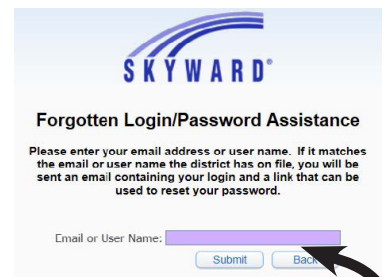 SKYWARD®
Forgotten Login/Password Assistance
Please enter your email address or user name. If it matches
the email or user name the district has on file, you will be
sent an email containing your login and a link that can be
used to reset your password.
Email or User Name:
Submit Back